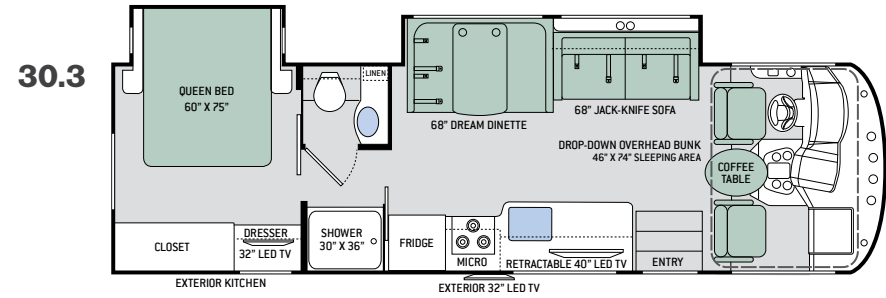 30.3
QUEEN BED
60" X 75"
LINEN
68" DREAM DINETTE
68" JACK-KNIFE SOFA
DROP-DOWN OVERHEAD BUNK
46" X 74" SLEEPING AREA
COFFEE
TABLE
CLOSET
DRESSER
32" LED TV
SHOWER
30" X 36"
FRIDGE
MICRO
RETRACTABLE 40" LED TV
ENTRY
EXTERIOR KITCHEN
EXTERIOR 32" LED TV